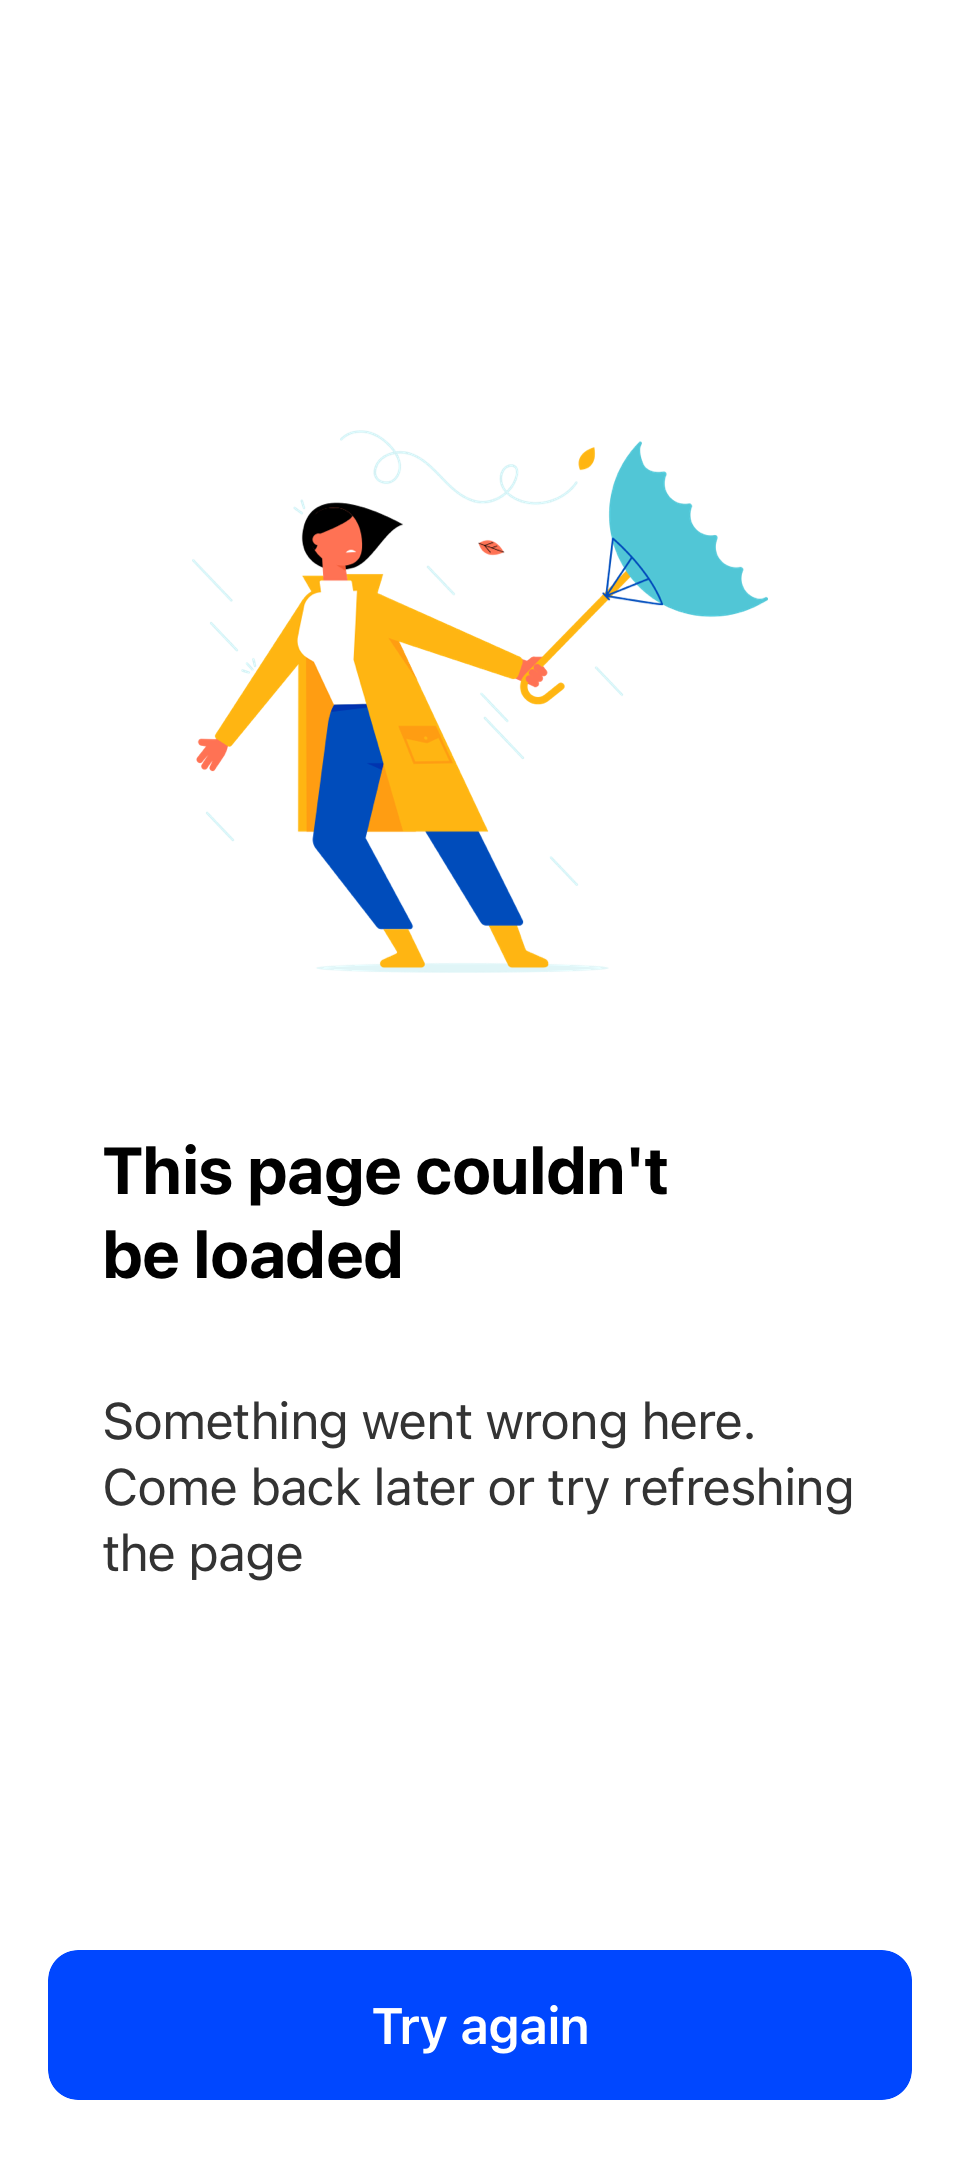 This page couldn't
be loaded
Something went wrong here.
Come back later or try refreshing
the page
Try again